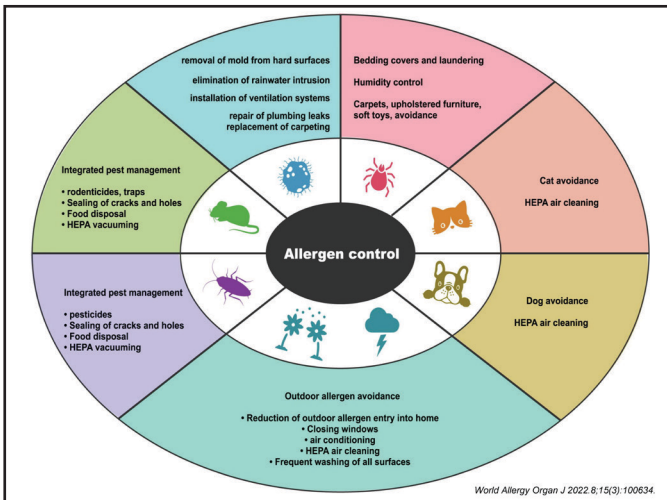 removal of mold from hard surfaces
elimination of rainwater intrusion
installation of ventilation systems
repair of plumbing leaks
replacement of carpeting
Bedding covers and laundering
Humidity control
Carpets, upholstered furniture,
soft toys, avoidance
Integrated pest management
• rodenticides, traps
• Sealing of cracks and holes
• Food disposal
• HEPA vacuuming
Cat avoidance
HEPA air cleaning
Allergen control
Integrated pest management
• pesticides
• Sealing of cracks and holes
• Food disposal
• HEPA vacuuming
Dog avoidance
HEPA air cleaning
Outdoor allergen avoidance
• Reduction of outdoor allergen entry into home
• Closing windows
• air conditioning
• HEPA air cleaning
• Frequent washing of all surfaces
World Allergy Organ J 2022.8;15(3):100634.